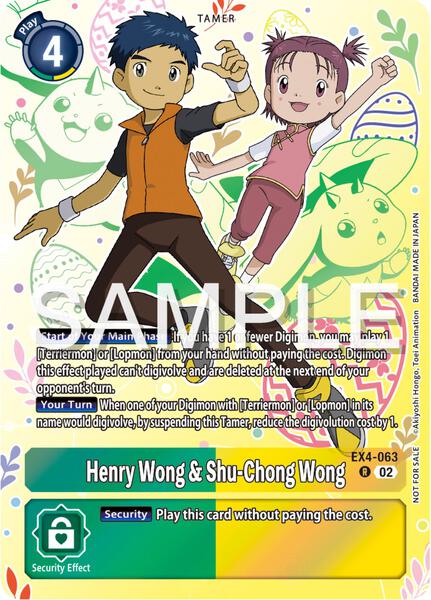 TAMER
Play
4
SAMPLE
[Start of Your Main Phase] If you have 1 or fewer Digimon, you may play 1
[Terriermon] or [Lopmon] from your hand without paying the cost. Digimon
this effect played can't digivolve and are deleted at the next end of your
opponent's turn.
Your Turn When one of your Digimon with [Terriermon] or [Lopmon] in its
name would digivolve, by suspending this Tamer, reduce the digivolution cost by 1.
EX4-063
Henry Wong & Shu-Chong Wong
R 02
Security Play this card without paying the cost.
Security Effect
NOT FOR SALE ©Akiyoshi Hongo, Toei Animation BANDAI MADE IN JAPAN